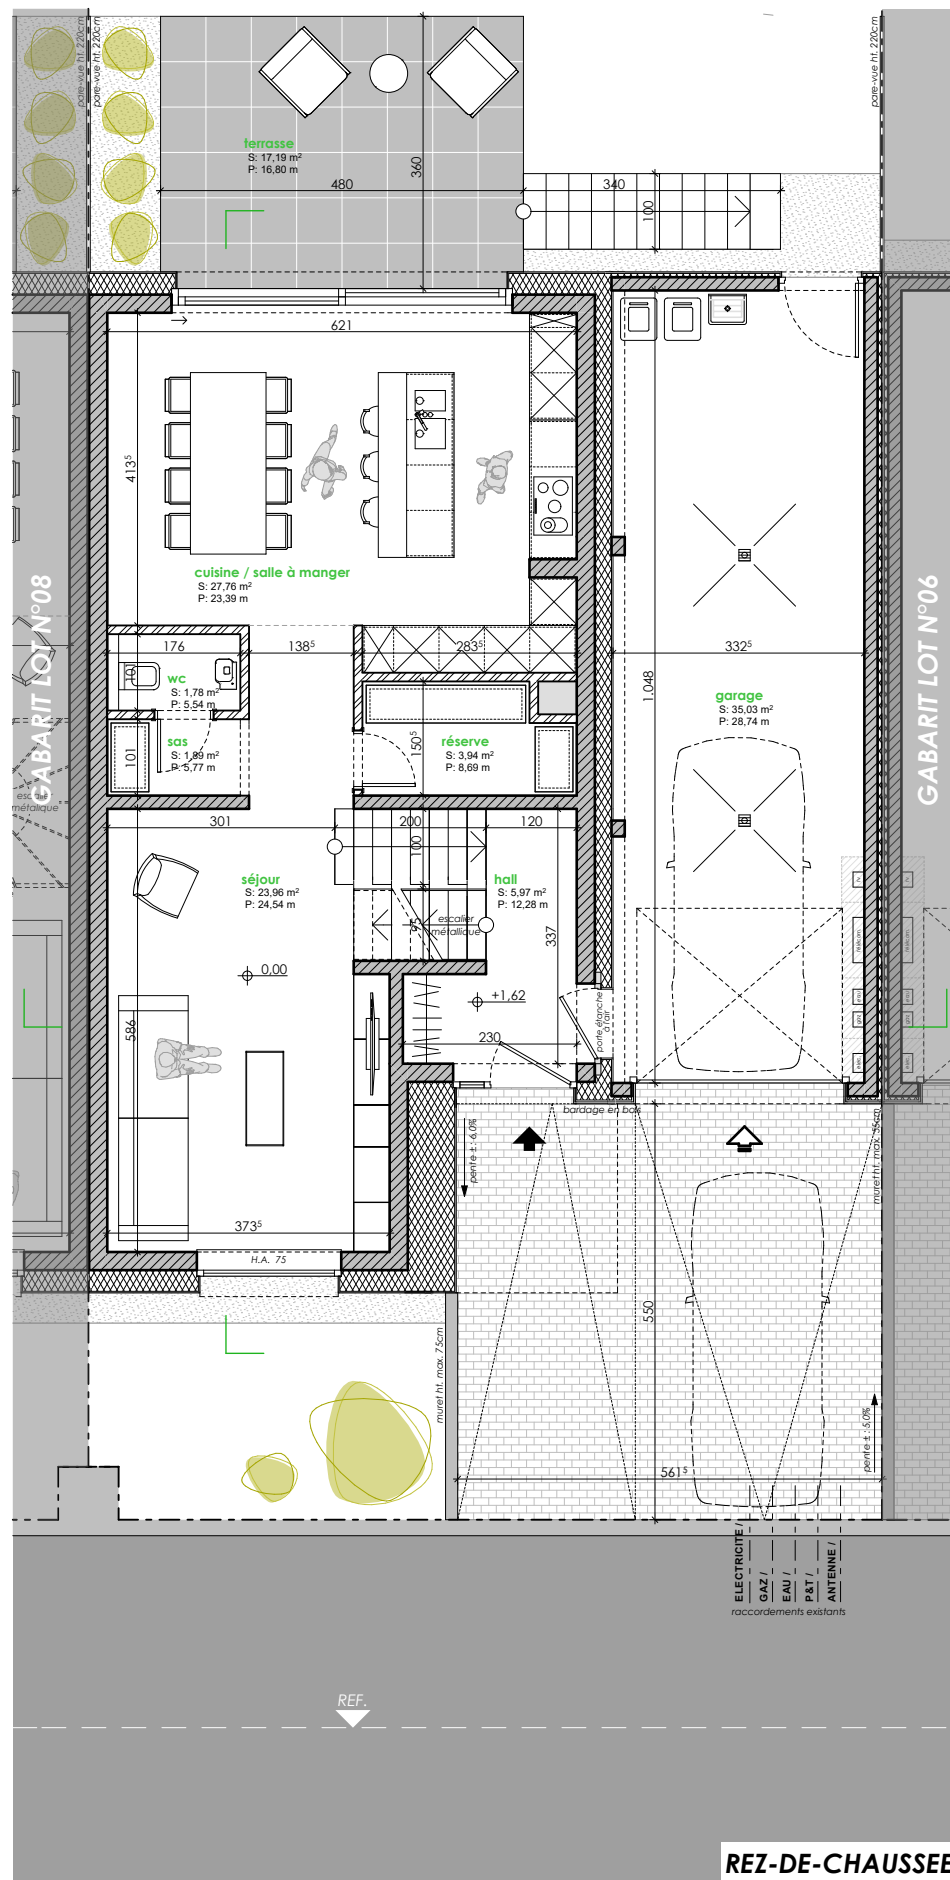 pare-vue ht. 220cm
pare-vue ht. 220cm
pare-vue ht. 220cm
terrasse
S: 17,19 m²
P: 16,80 m
360
480
340
100
621
413⁵
cuisine / salle à manger
S: 27,76 m²
P: 23,39 m
GABARIT LOT N°08
GABARIT LOT N°06
176
138⁵
283⁵
332⁵
101
wc
S: 1,78 m²
P: 5,54 m
1.048
garage
S: 35,03 m²
P: 28,74 m
sas
S: 1,89 m²
P: 5,77 m
101
150⁵
réserve
S: 3,94 m²
P: 8,69 m
métallique
301
200
120
100
séjour
S: 23,96 m²
P: 24,54 m
hall
S: 5,97 m²
P: 12,28 m
95
escalier
métallique
337
0,00
+1,62
586
230
porte étanche
à l'air
télécom.
eau
gaz
elec.
bardage en bois
pente ± : 6,0%
muret ht. max. 55cm
373⁵
H.A. 75
550
muret ht. max. 75cm
pente ± : 5,0%
561⁵
ELECTRICITE /
GAZ /
EAU /
P&T /
ANTENNE /
raccordements existants
REF.
REZ-DE-CHAUSSEE